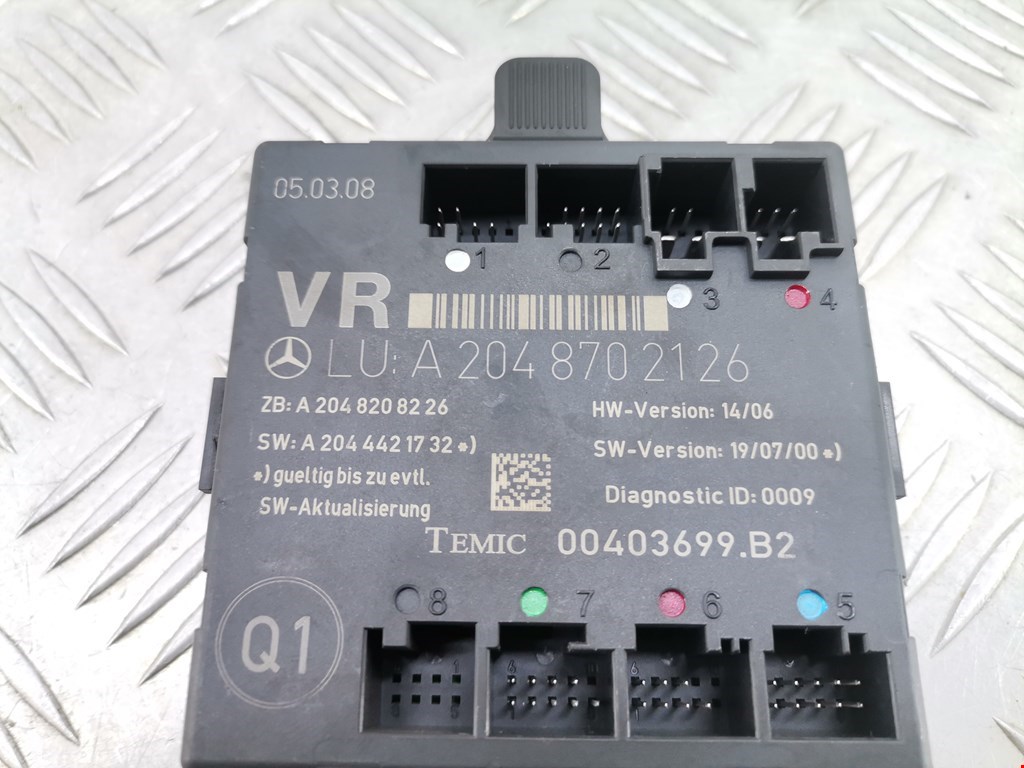 05.03.08
1 2
3 4
VR
LU: A 204 870 21 26
ZB: A 204 820 82 26
HW-Version: 14/06
SW: A 204 442 17 32 *)
SW-Version: 19/07/00 *)
*) gueltig bis zu evtl.
SW-Aktualisierung
Diagnostic ID: 0009
TEMIC 00403699.B2
8 7 6 5
Q1